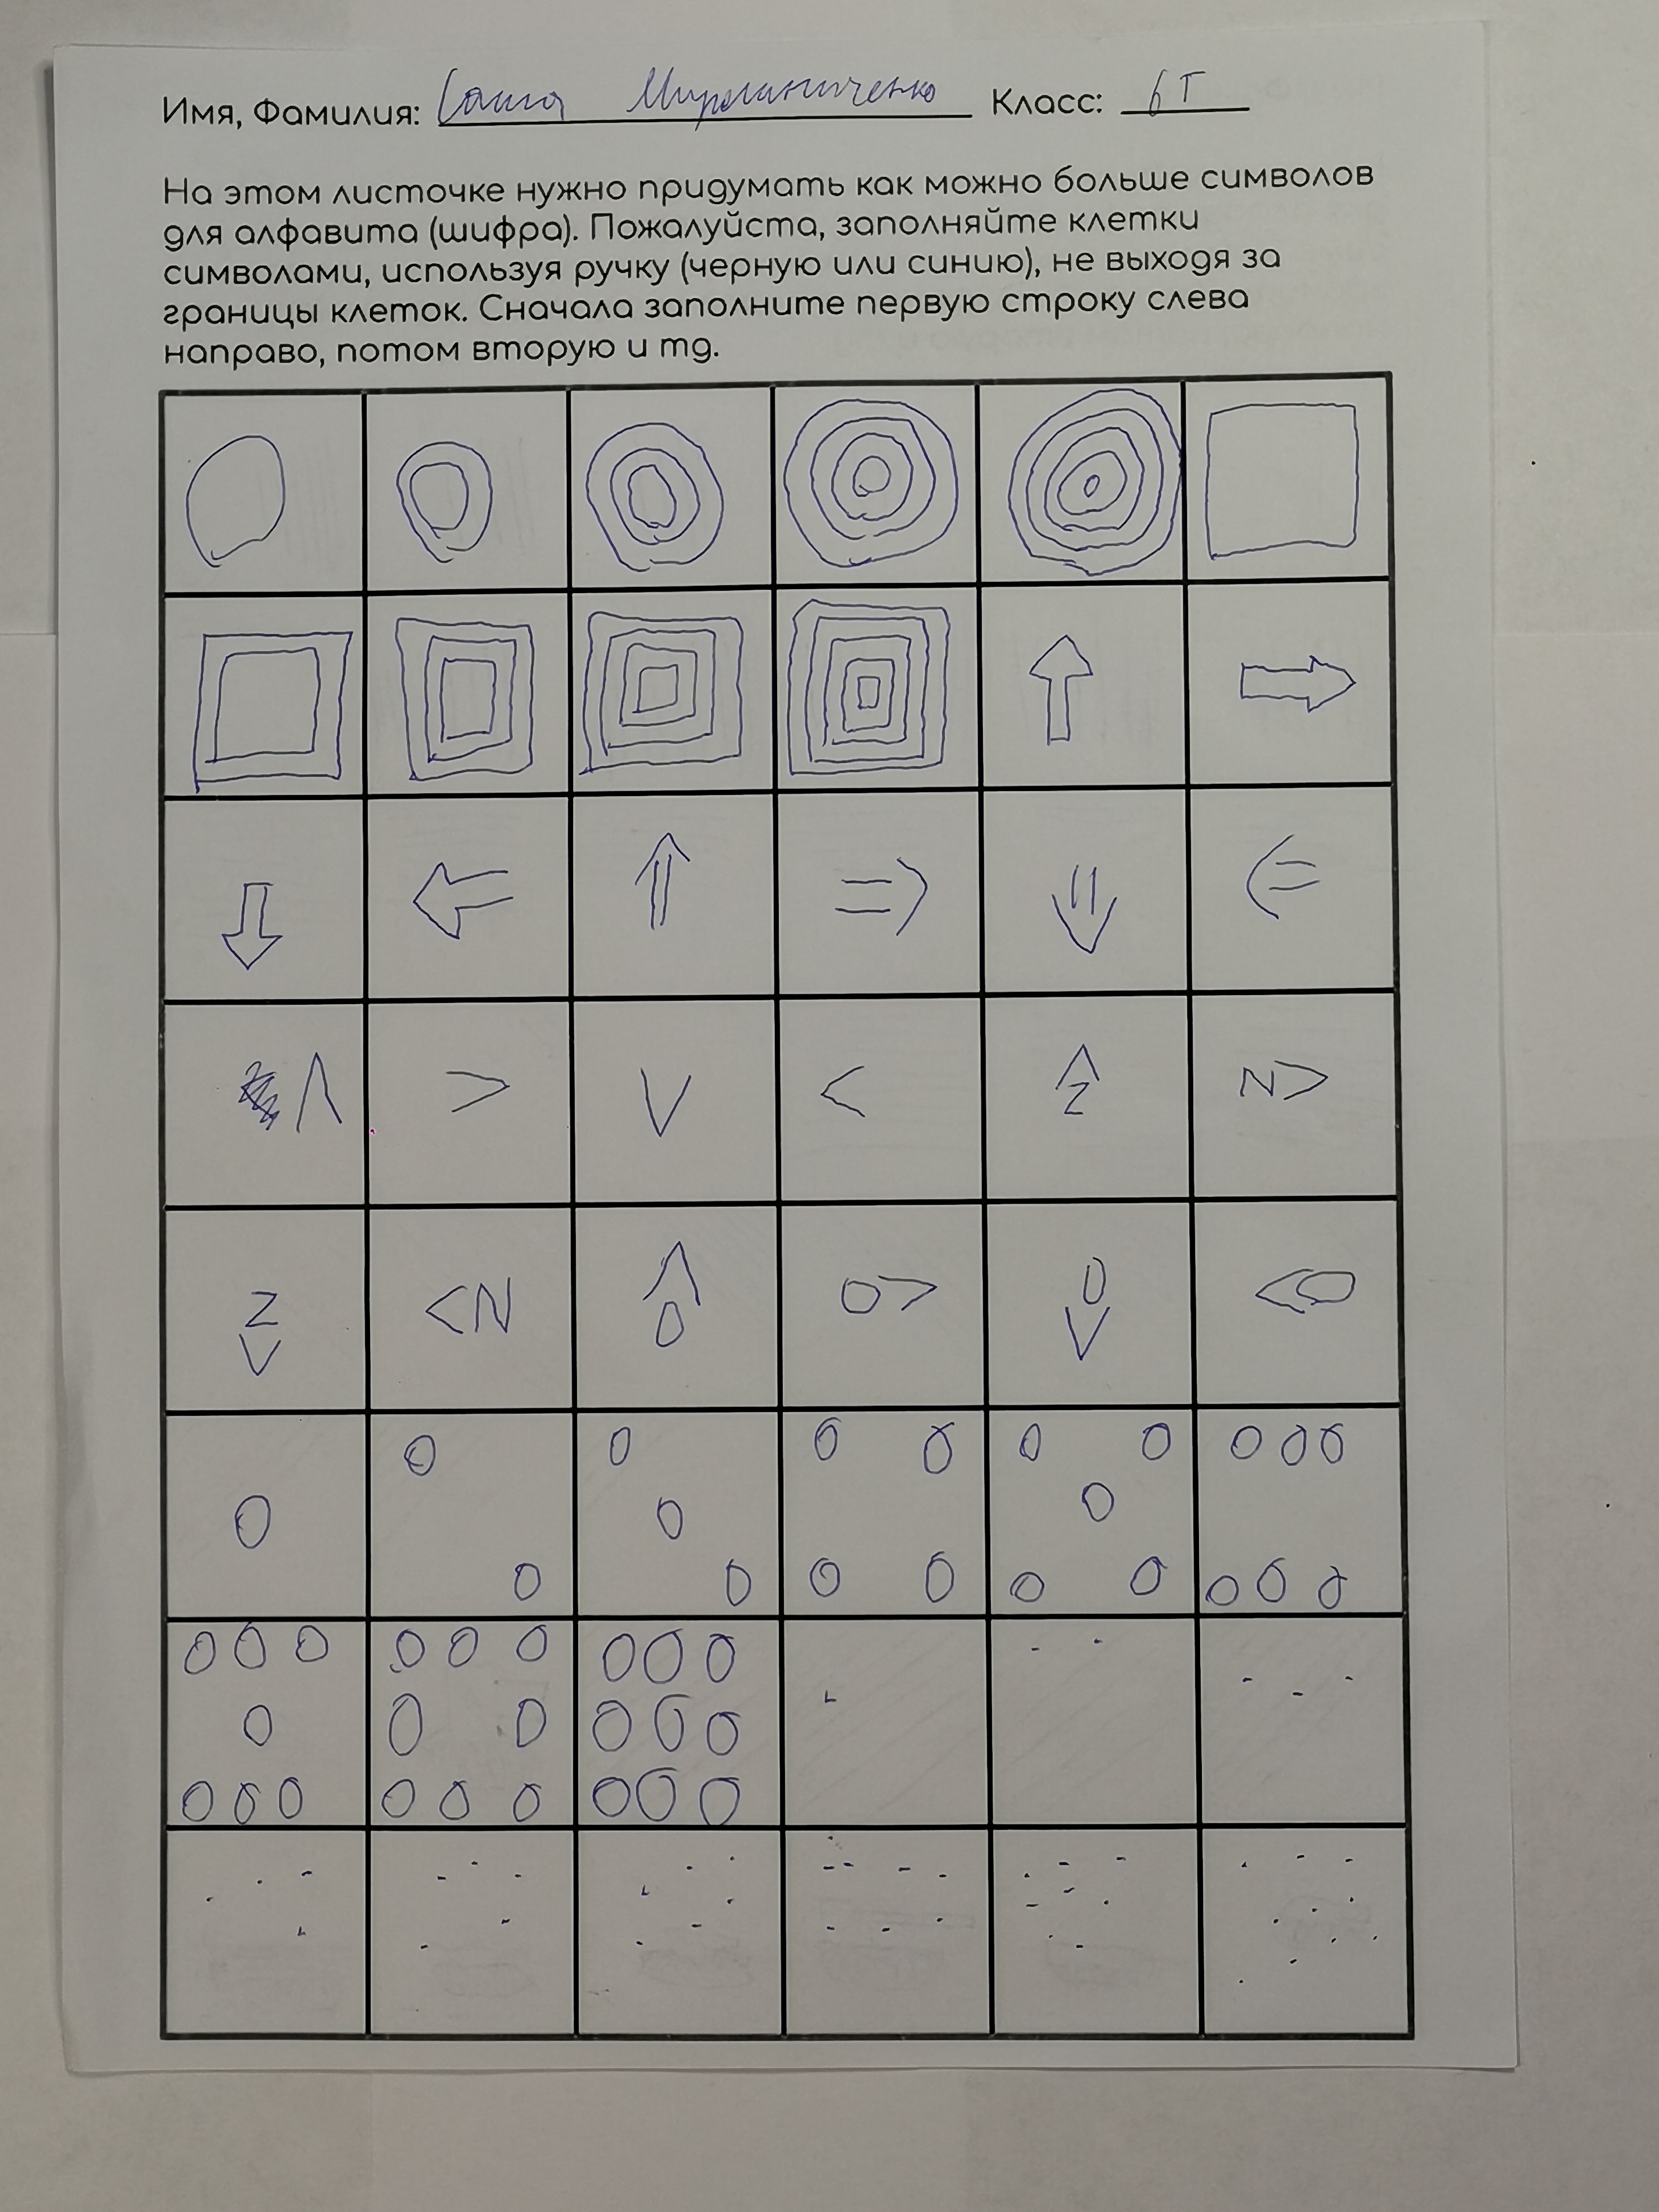 Имя, Фамилия: Саша Класс: 6 Т
На этом листочке нужно придумать как можно больше символов
для алфавита (шифра). Пожалуйста, заполняйте клетки
символами, используя ручку (черную или синию), не выходя за
границы клеток. Сначала заполните первую строку слева
направо, потом вторую и тд.